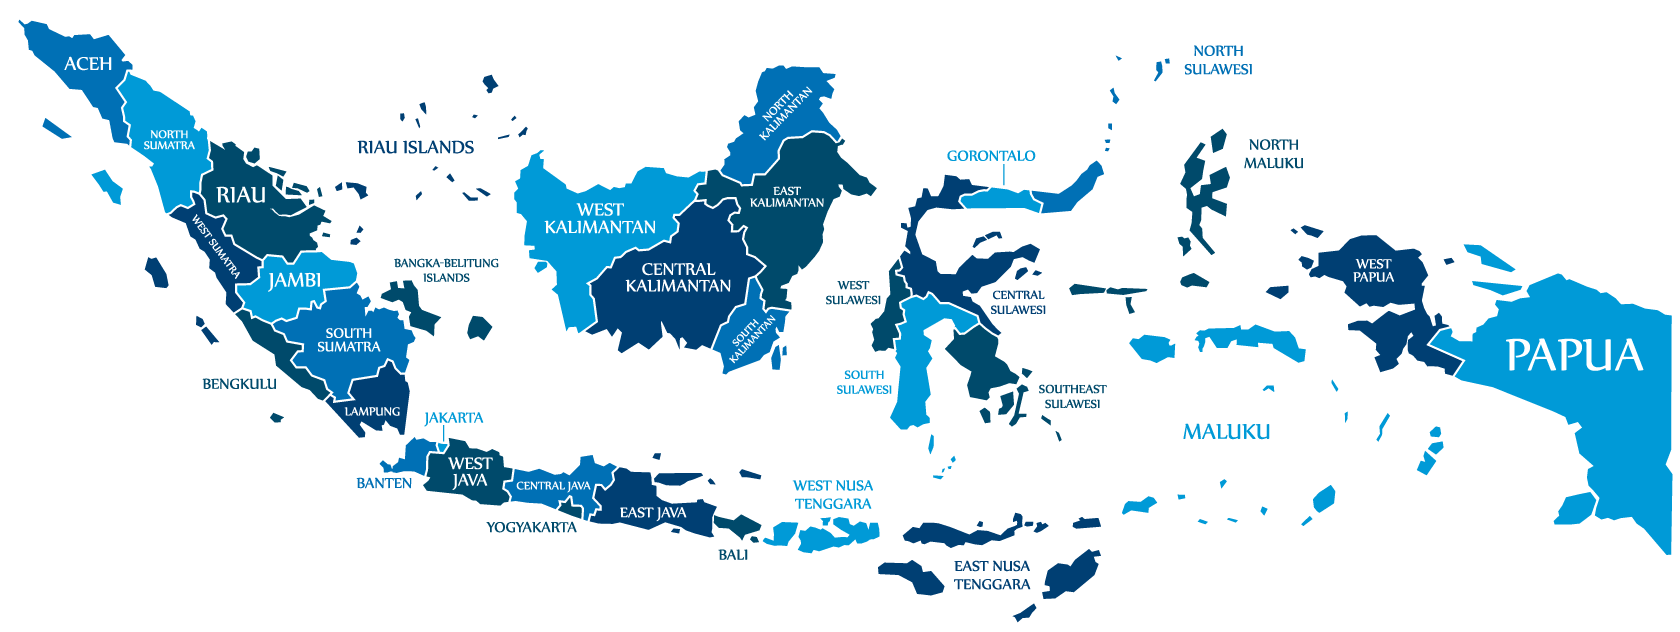 ACEH
NORTH
SUMATRA
RIAU
RIAU ISLANDS
WEST SUMATRA
JAMBI
BANGKA-BELITUNG
ISLANDS
SOUTH
SUMATRA
BENGKULU
LAMPUNG
JAKARTA
BANTEN
WEST
JAVA
CENTRAL JAVA
YOGYAKARTA
EAST JAVA
BALI
WEST NUSA
TENGGARA
EAST NUSA
TENGGARA
WEST
KALIMANTAN
CENTRAL
KALIMANTAN
NORTH
KALIMANTAN
EAST
KALIMANTAN
SOUTH
KALIMANTAN
GORONTALO
NORTH
SULAWESI
WEST
SULAWESI
CENTRAL
SULAWESI
SOUTH
SULAWESI
SOUTHEAST
SULAWESI
NORTH
MALUKU
MALUKU
WEST
PAPUA
PAPUA